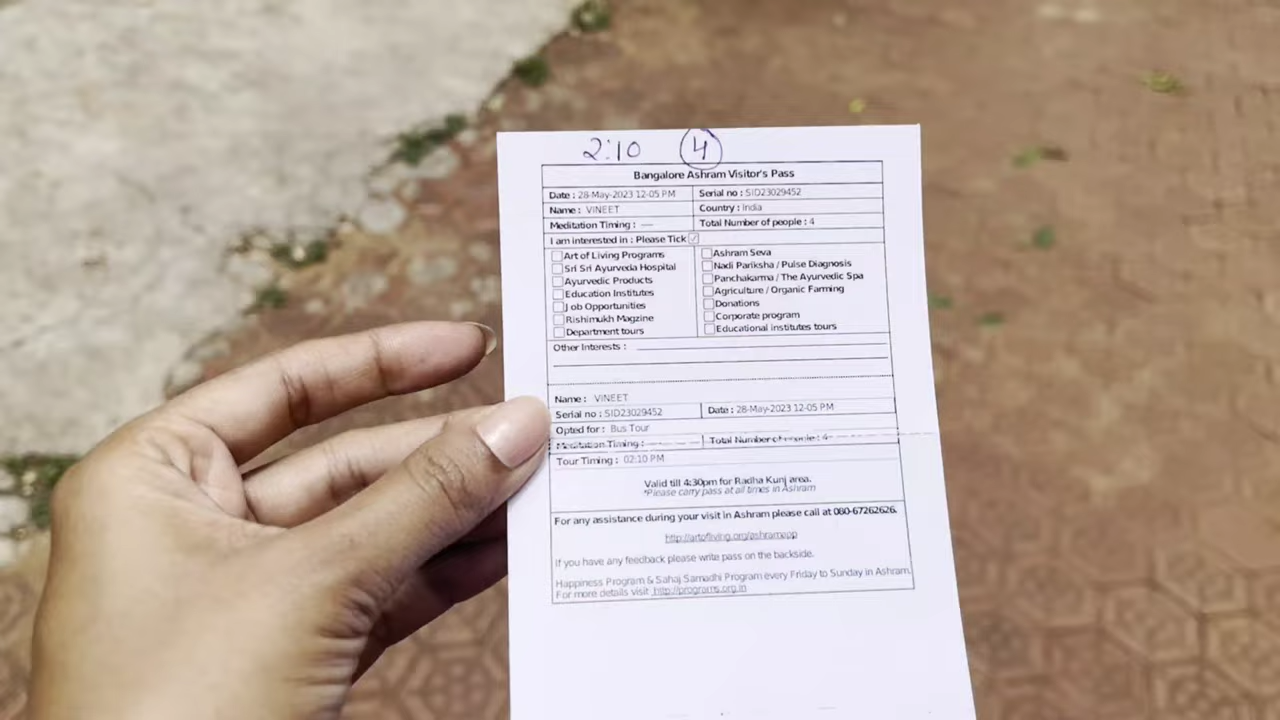 2:10 4
Bangalore Ashram Visitor's Pass
Date : 28-May-2023 12-05 PM Serial no : SID23029452
Name : VINEET Country : India
Meditation Timing : — Total Number of people : 4
I am interested in : Please Tick ✓
Art of Living Programs Ashram Seva
Sri Sri Ayurveda Hospital Nadi Pariksha / Pulse Diagnosis
Ayurvedic Products Panchakarma / The Ayurvedic Spa
Education Institutes Agriculture / Organic Farming
Job Opportunities Donations
Rishimukh Magzine Corporate program
Department tours Educational institutes tours
Other Interests :
Name : VINEET
Serial no : SID23029452 Date : 28-May-2023 12-05 PM
Opted for : Bus Tour
Meditation Timing : Total Number of people : 4
Tour Timing : 02:10 PM
Valid till 4:30pm for Radha Kunj area.
*Please carry pass at all times in Ashram
For any assistance during your visit in Ashram please call at 080-67262626.
http://artofliving.org/ashramapp
If you have any feedback please write pass on the backside.
Happiness Program & Sahaj Samadhi Program every Friday to Sunday in Ashram.
For more details visit http://programs.org.in